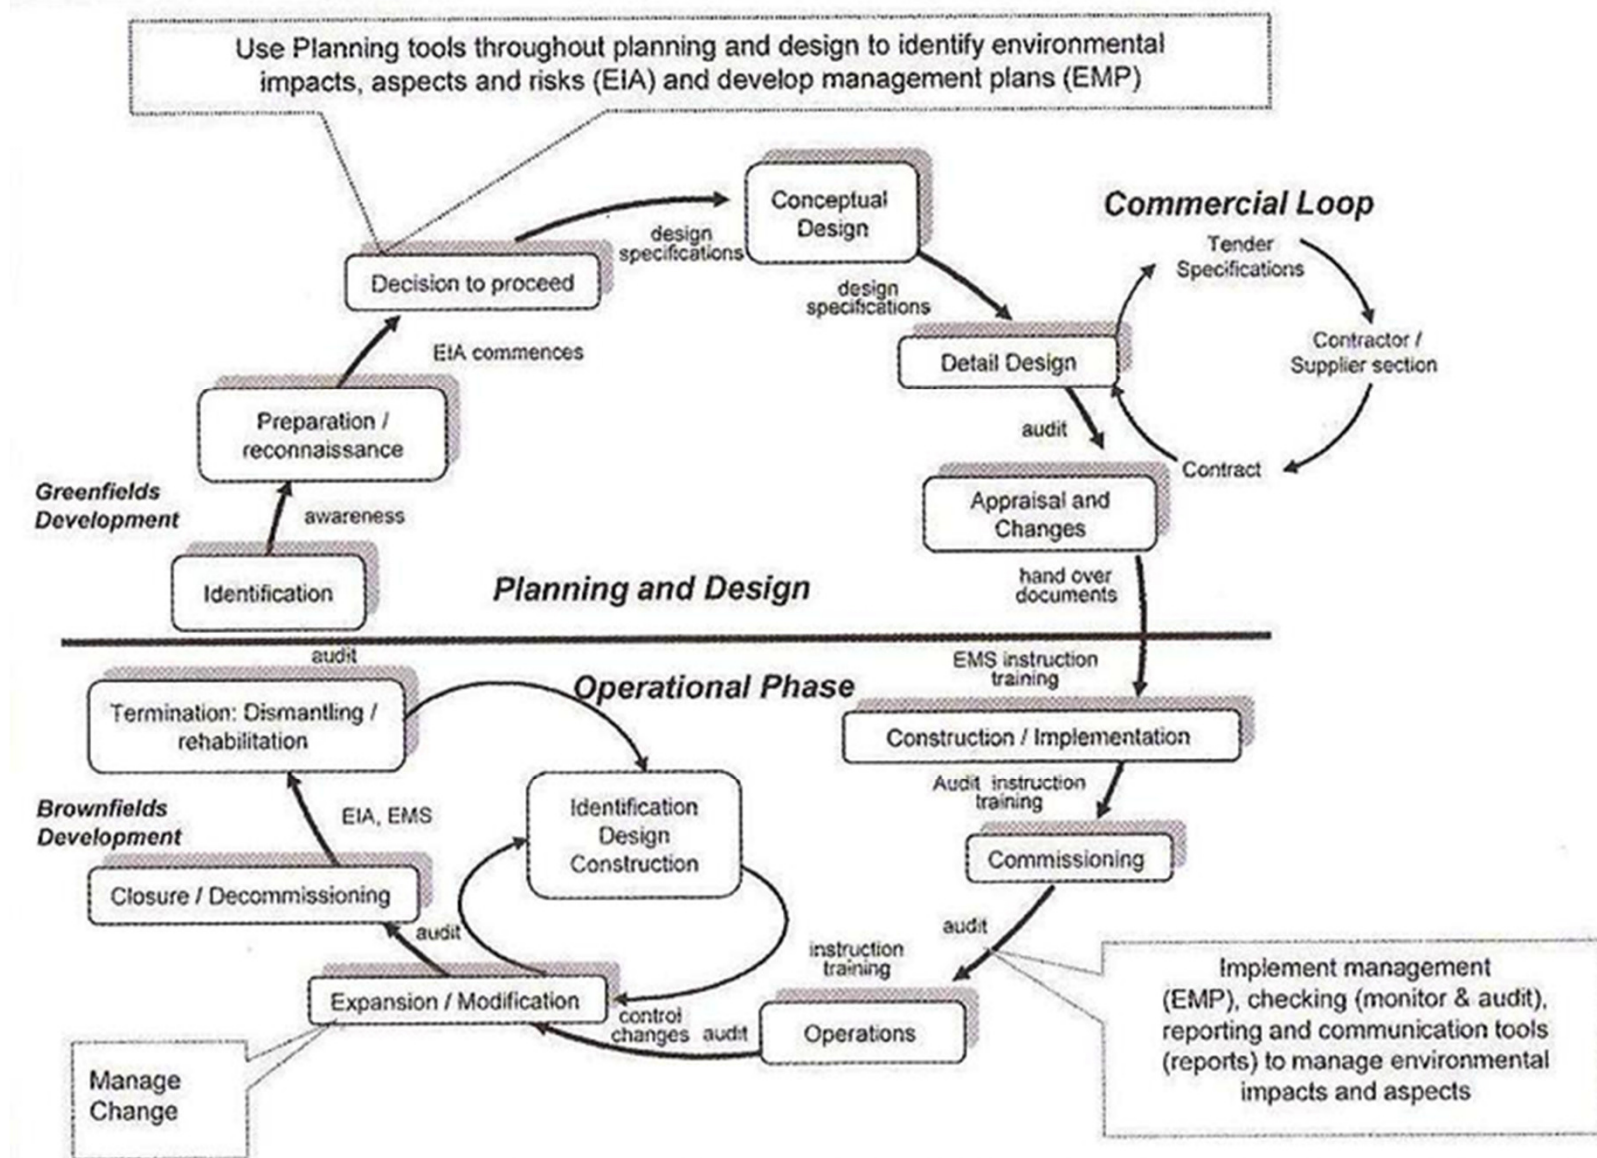 Use Planning tools throughout planning and design to identify environmental
impacts, aspects and risks (EIA) and develop management plans (EMP)
Conceptual
Design
Commercial Loop
design
specifications
Tender
Specifications
Decision to proceed
design
specifications
EIA commences
Detail Design
Contractor /
Supplier section
Preparation /
reconnaissance
audit
Contract
Greenfields
Development
awareness
Appraisal and
Changes
Identification
Planning and Design
hand over
documents
audit
Operational Phase
EMS instruction
training
Termination: Dismantling /
rehabilitation
Construction / Implementation
Brownfields
Development
EIA, EMS
Identification
Design
Construction
Audit instruction
training
Commissioning
Closure / Decommissioning
audit
audit
instruction
training
Expansion / Modification
control
changes audit
Operations
Manage
Change
Implement management
(EMP), checking (monitor & audit),
reporting and communication tools
(reports) to manage environmental
impacts and aspects